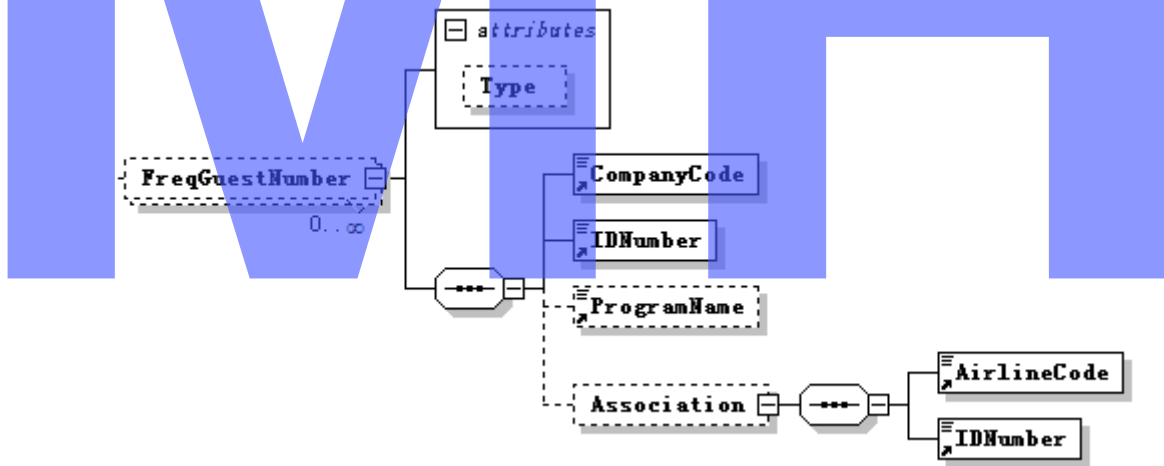 attributes
Type
FreqGuestNumber
0..∞
CompanyCode
IDNumber
ProgramName
Association
AirlineCode
IDNumber